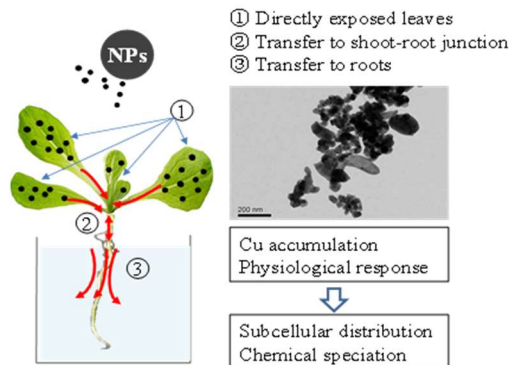 NPs
① Directly exposed leaves
② Transfer to shoot-root junction
③ Transfer to roots
①
②
③
200 nm
Cu accumulation
Physiological response
Subcellular distribution
Chemical speciation